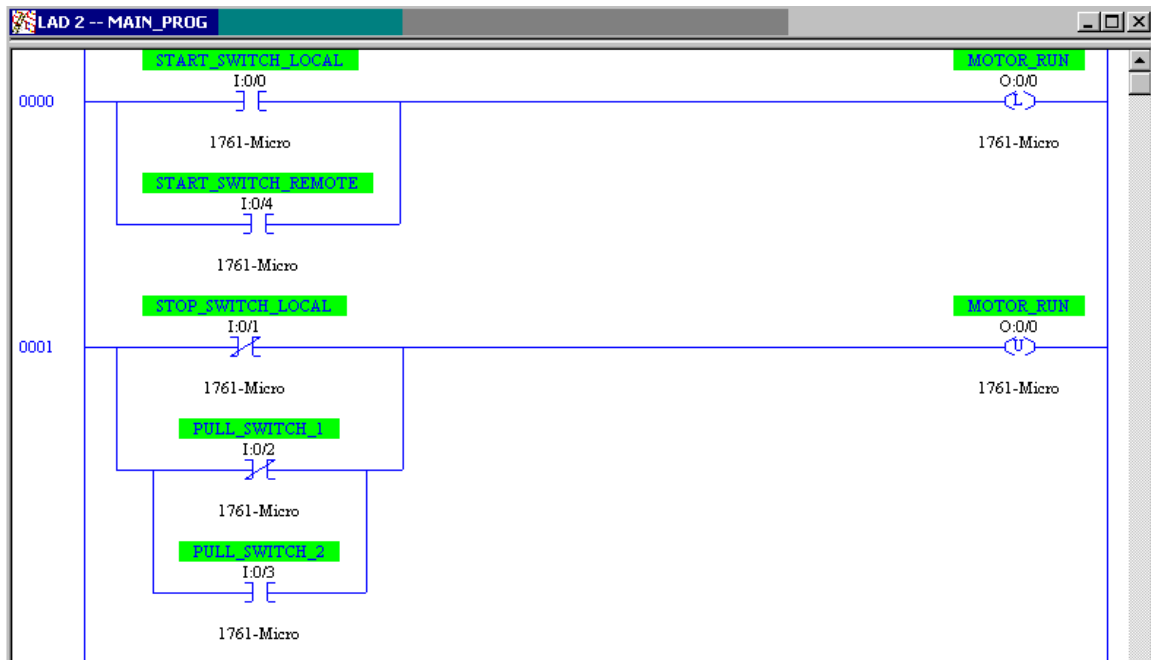 LAD 2 -- MAIN_PROG
START_SWITCH_LOCAL MOTOR_RUN
I:0/0 O:0/0
0000 L
1761-Micro 1761-Micro
START_SWITCH_REMOTE
I:0/4
1761-Micro
STOP_SWITCH_LOCAL MOTOR_RUN
I:0/1 O:0/0
0001 U
1761-Micro 1761-Micro
PULL_SWITCH_1
I:0/2
1761-Micro
PULL_SWITCH_2
I:0/3
1761-Micro